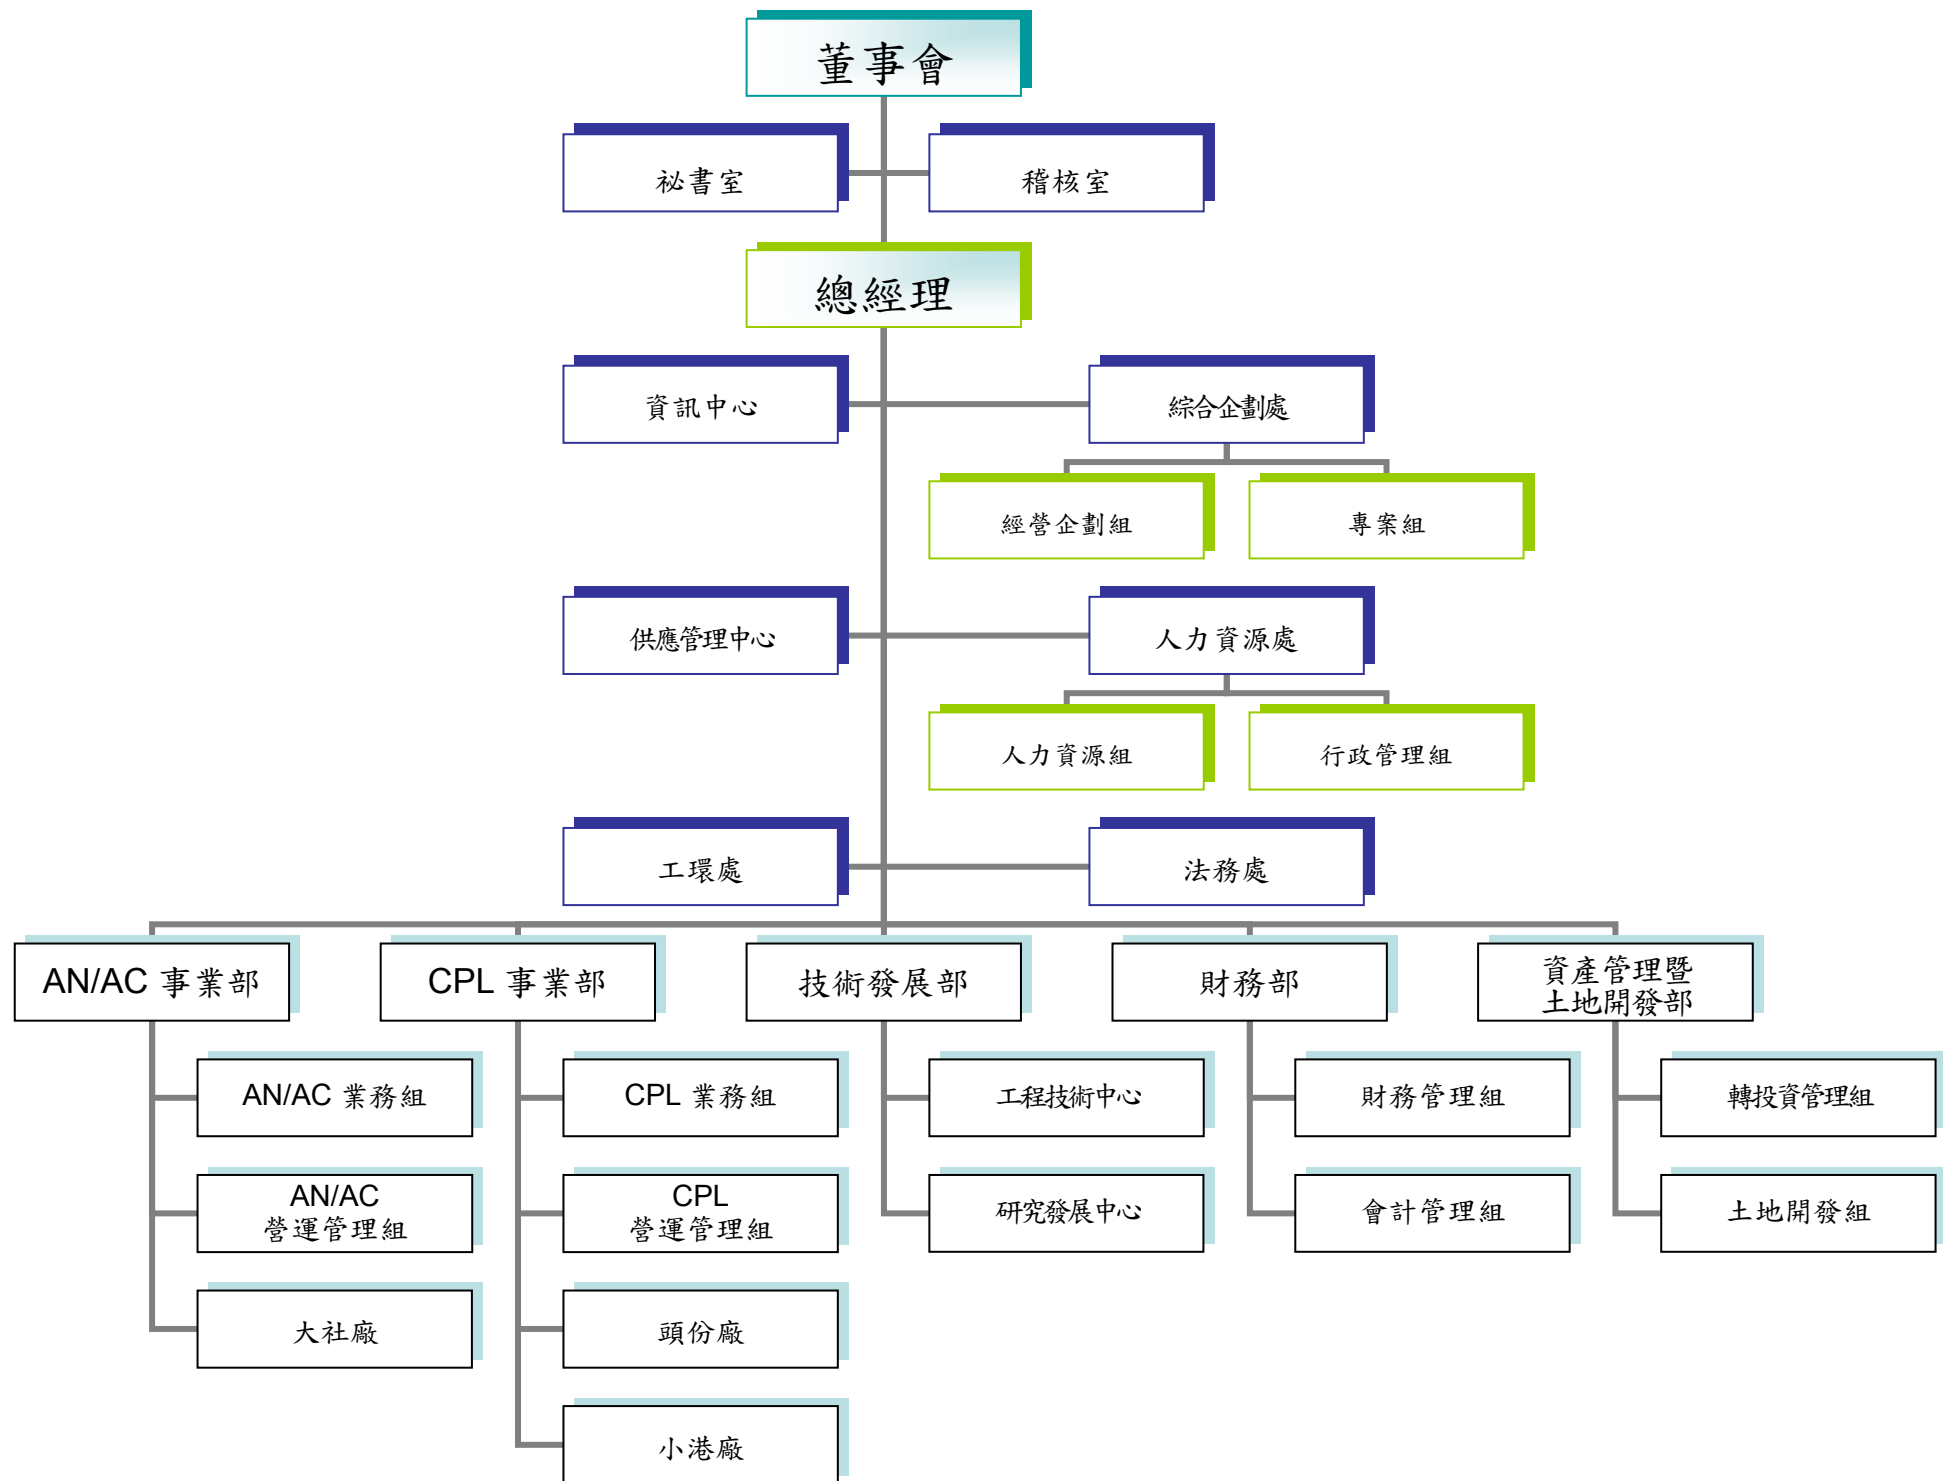 董事會
祕書室
稽核室
總經理
資訊中心
綜合企劃處
經營企劃組
專案組
供應管理中心
人力資源處
人力資源組
行政管理組
工環處
法務處
AN/AC 事業部
CPL 事業部
技術發展部
財務部
資產管理暨
土地開發部
AN/AC 業務組
CPL 業務組
工程技術中心
財務管理組
轉投資管理組
AN/AC
營運管理組
CPL
營運管理組
研究發展中心
會計管理組
土地開發組
大社廠
頭份廠
小港廠